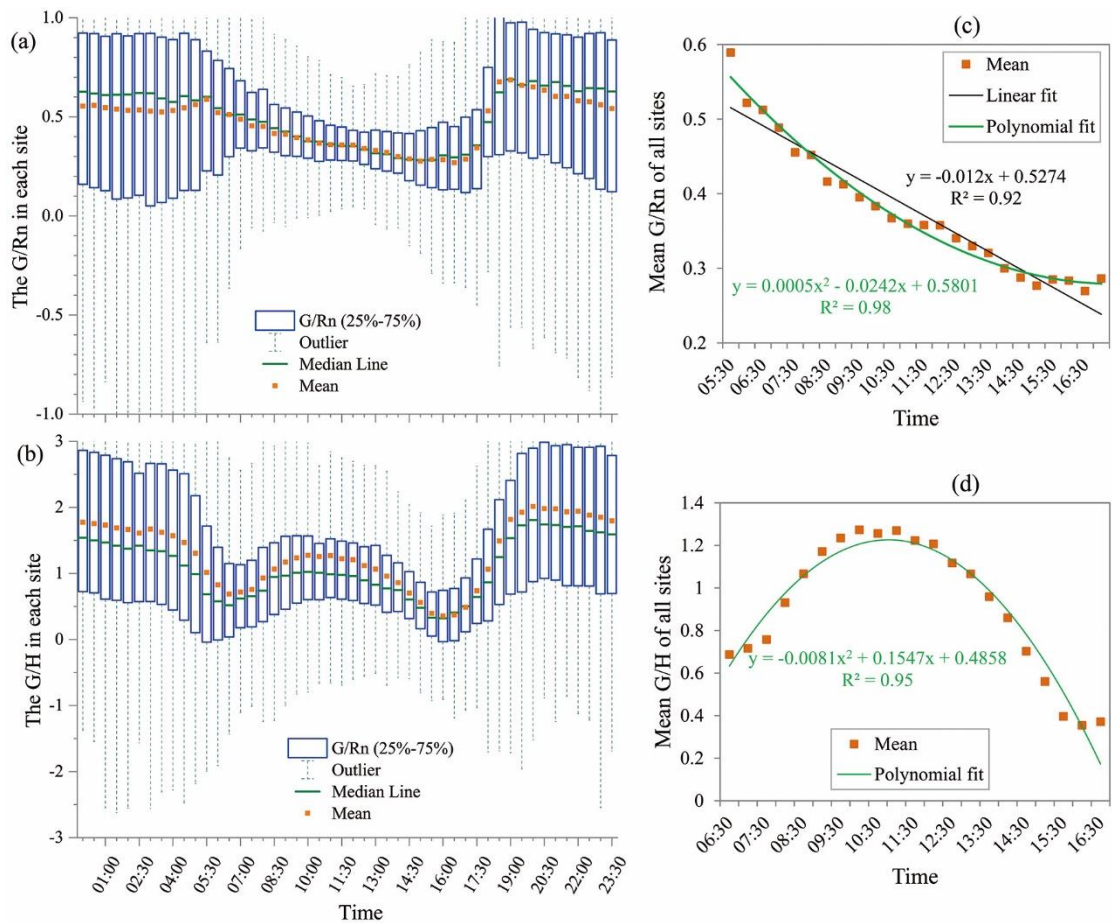 (a)
1.0
0.5
0.0
-0.5
-1.0
The G/Rn in each site
G/Rn (25%-75%)
Outlier
Median Line
Mean
(b)
3
2
1
0
-1
-2
-3
The G/H in each site
G/Rn (25%-75%)
Outlier
Median Line
Mean
01:00
02:30
04:00
05:30
07:00
08:30
10:00
11:30
13:00
14:30
16:00
17:30
19:00
20:30
22:00
23:30
Time
(c)
0.6
0.5
0.4
0.3
0.2
Mean G/Rn of all sites
Mean
Linear fit
Polynomial fit
y = -0.012x + 0.5274
R² = 0.92
y = 0.0005x² - 0.0242x + 0.5801
R² = 0.98
05:30
06:30
07:30
08:30
09:30
10:30
11:30
12:30
13:30
14:30
15:30
16:30
Time
(d)
1.4
1.2
1
0.8
0.6
0.4
0.2
0
Mean G/H of all sites
y = -0.0081x² + 0.1547x + 0.4858
R² = 0.95
Mean
Polynomial fit
06:30
07:30
08:30
09:30
10:30
11:30
12:30
13:30
14:30
15:30
16:30
Time